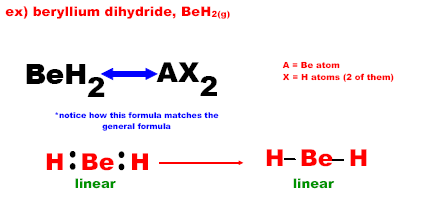 ex) beryllium dihydride, BeH2(g)
BeH2 AX2
A = Be atom
X = H atoms (2 of them)
*notice how this formula matches the
general formula
H : Be : H
H – Be – H
linear
linear